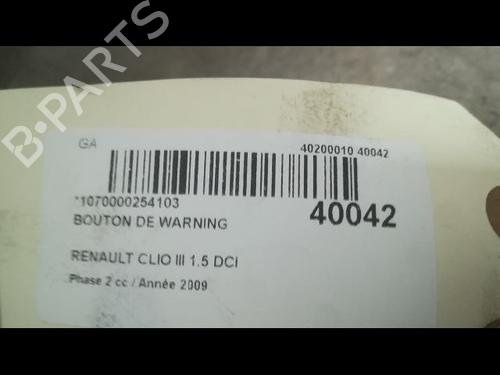 B-PARTS
GA
40200010 40042
*1070000254103
40042
BOUTON DE WARNING
RENAULT CLIO III 1.5 DCI
Phase 2 cc / Année 2009